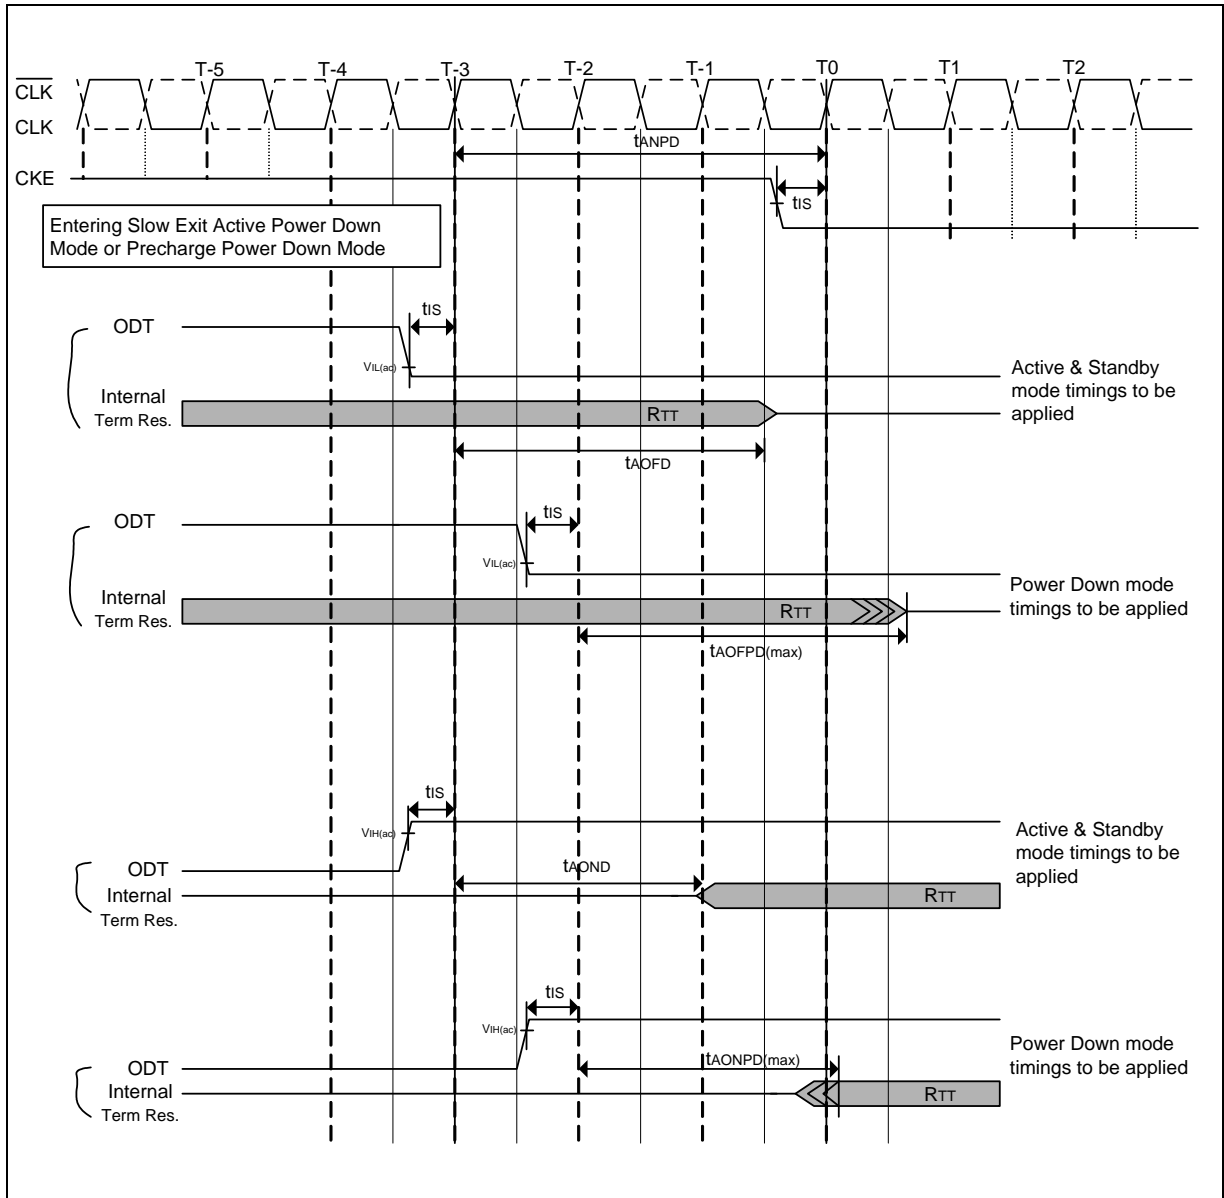 T-5 T-4 T-3 T-2 T-1 T0 T1 T2
CLK
CLK
tANPD
CKE
tIS
Entering Slow Exit Active Power Down
Mode or Precharge Power Down Mode
tIS
ODT
VIL(ac)
Active & Standby
mode timings to be
applied
Internal
Term Res.
RTT
tAOFD
ODT
tIS
VIL(ac)
Power Down mode
timings to be applied
Internal
Term Res.
RTT
tAOFPD(max)
tIS
VIH(ac)
Active & Standby
mode timings to be
applied
ODT
tAOND
Internal
Term Res.
RTT
tIS
VIH(ac)
Power Down mode
timings to be applied
ODT
tAONPD(max)
Internal
Term Res.
RTT